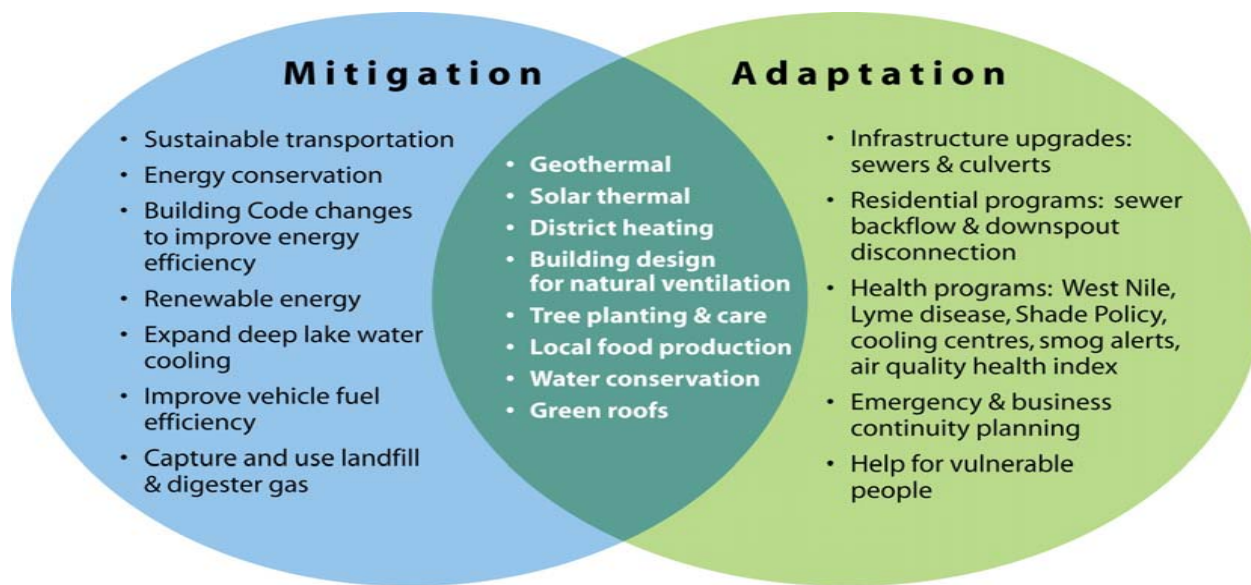 Mitigation
• Sustainable transportation
• Energy conservation
• Building Code changes
to improve energy
efficiency
• Renewable energy
• Expand deep lake water
cooling
• Improve vehicle fuel
efficiency
• Capture and use landfill
& digester gas
• Geothermal
• Solar thermal
• District heating
• Building design
for natural ventilation
• Tree planting & care
• Local food production
• Water conservation
• Green roofs
Adaptation
• Infrastructure upgrades:
sewers & culverts
• Residential programs: sewer
backflow & downspout
disconnection
• Health programs: West Nile,
Lyme disease, Shade Policy,
cooling centres, smog alerts,
air quality health index
• Emergency & business
continuity planning
• Help for vulnerable
people